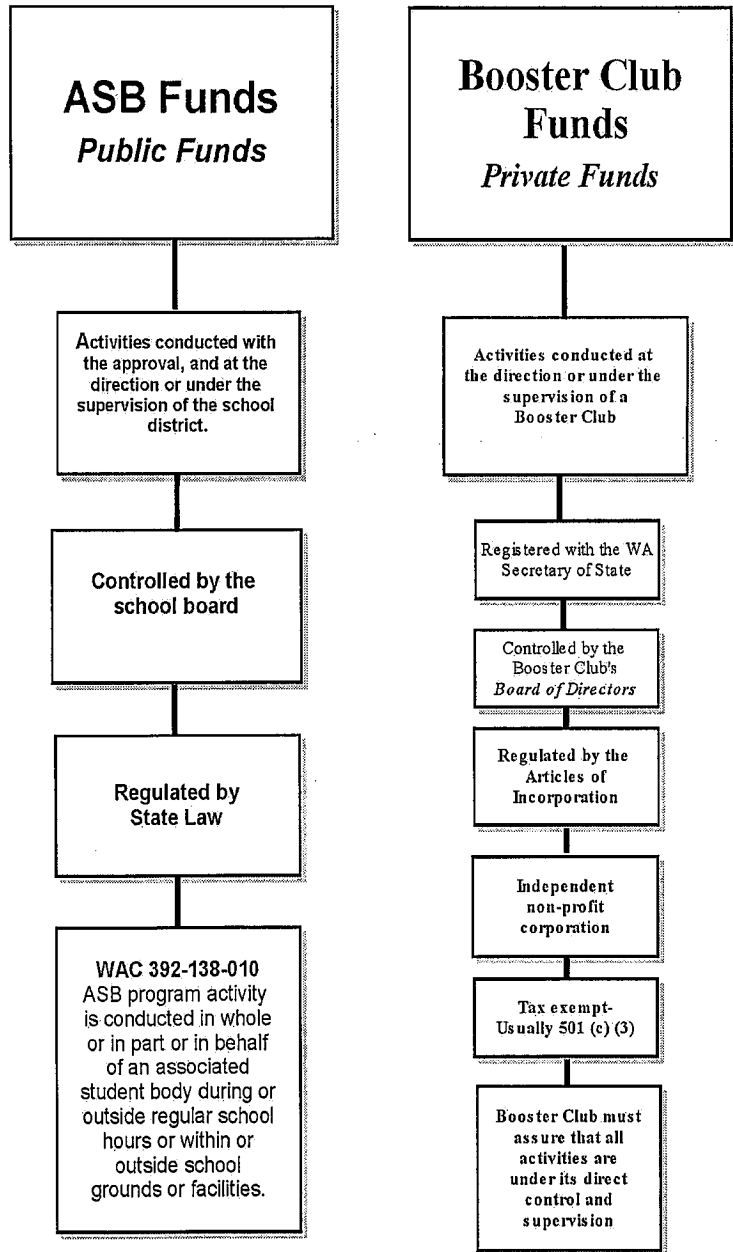 ASB Funds
Public Funds
Activities conducted with
the approval, and at the
direction or under the
supervision of the school
district.
Controlled by the
school board
Regulated by
State Law
WAC 392-138-010
ASB program activity
is conducted in whole
or in part or in behalf
of an associated
student body during or
outside regular school
hours or within or
outside school
grounds or facilities.
Booster Club
Funds
Private Funds
Activities conducted at
the direction or under the
supervision of a
Booster Club
Registered with the WA
Secretary of State
Controlled by the
Booster Club's
Board of Directors
Regulated by the
Articles of
Incorporation
Independent
non-profit
corporation
Tax exempt-
Usually 501 (c) (3)
Booster Club must
assure that all
activities are
under its direct
control and
supervision